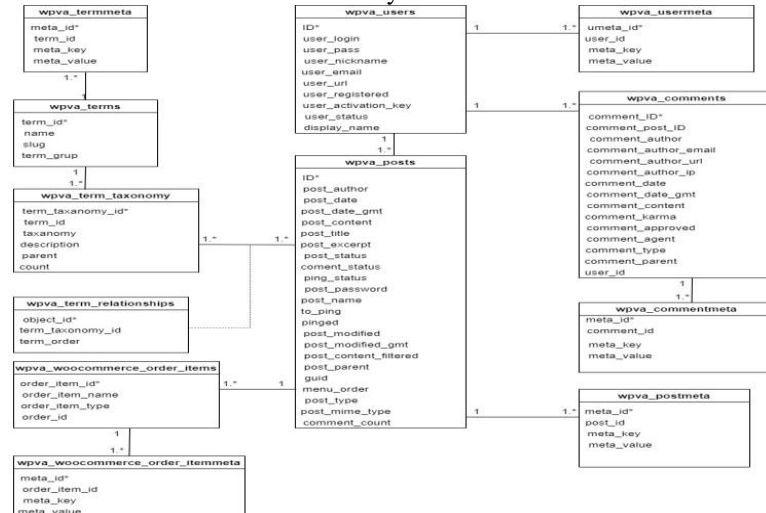 wpva_termmeta
meta_id*
term_id
meta_key
meta_value
1.*
1
wpva_terms
term_id*
name
slug
term_grup
1
1.*
wpva_term_taxonomy
term_taxanomy_id*
term_id
taxanomy
description
parent
count
1.*
1.*
wpva_term_relationships
object_id*
term_taxonomy_id
term_order
wpva_woocommerce_order_items
order_item_id*
order_item_name
order_item_type
order_id
1.*
1
1
1.*
wpva_woocommerce_order_itemmeta
meta_id*
order_item_id
meta_key
meta_value
wpva_users
ID*
user_login
user_pass
user_nickname
user_email
user_url
user_registered
user_activation_key
user_status
display_name
1
1.*
1
1.*
1
1.*
wpva_posts
ID*
post_author
post_date
post_date_gmt
post_content
post_title
post_excerpt
post_status
coment_status
ping_status
post_password
post_name
to_ping
pinged
post_modified
post_modified_gmt
post_content_filtered
post_parent
guid
menu_order
post_type
post_mime_type
comment_count
1
1.*
wpva_usermeta
umeta_id*
user_id
meta_key
meta_value
wpva_comments
comment_ID*
comment_post_ID
comment_author
comment_author_email
comment_author_url
comment_author_ip
comment_date
comment_date_gmt
comment_content
comment_karma
comment_approved
comment_agent
comment_type
comment_parent
user_id
1
1.*
wpva_commentmeta
meta_id*
comment_id
meta_key
meta_value
wpva_postmeta
meta_id*
post_id
meta_key
meta_value